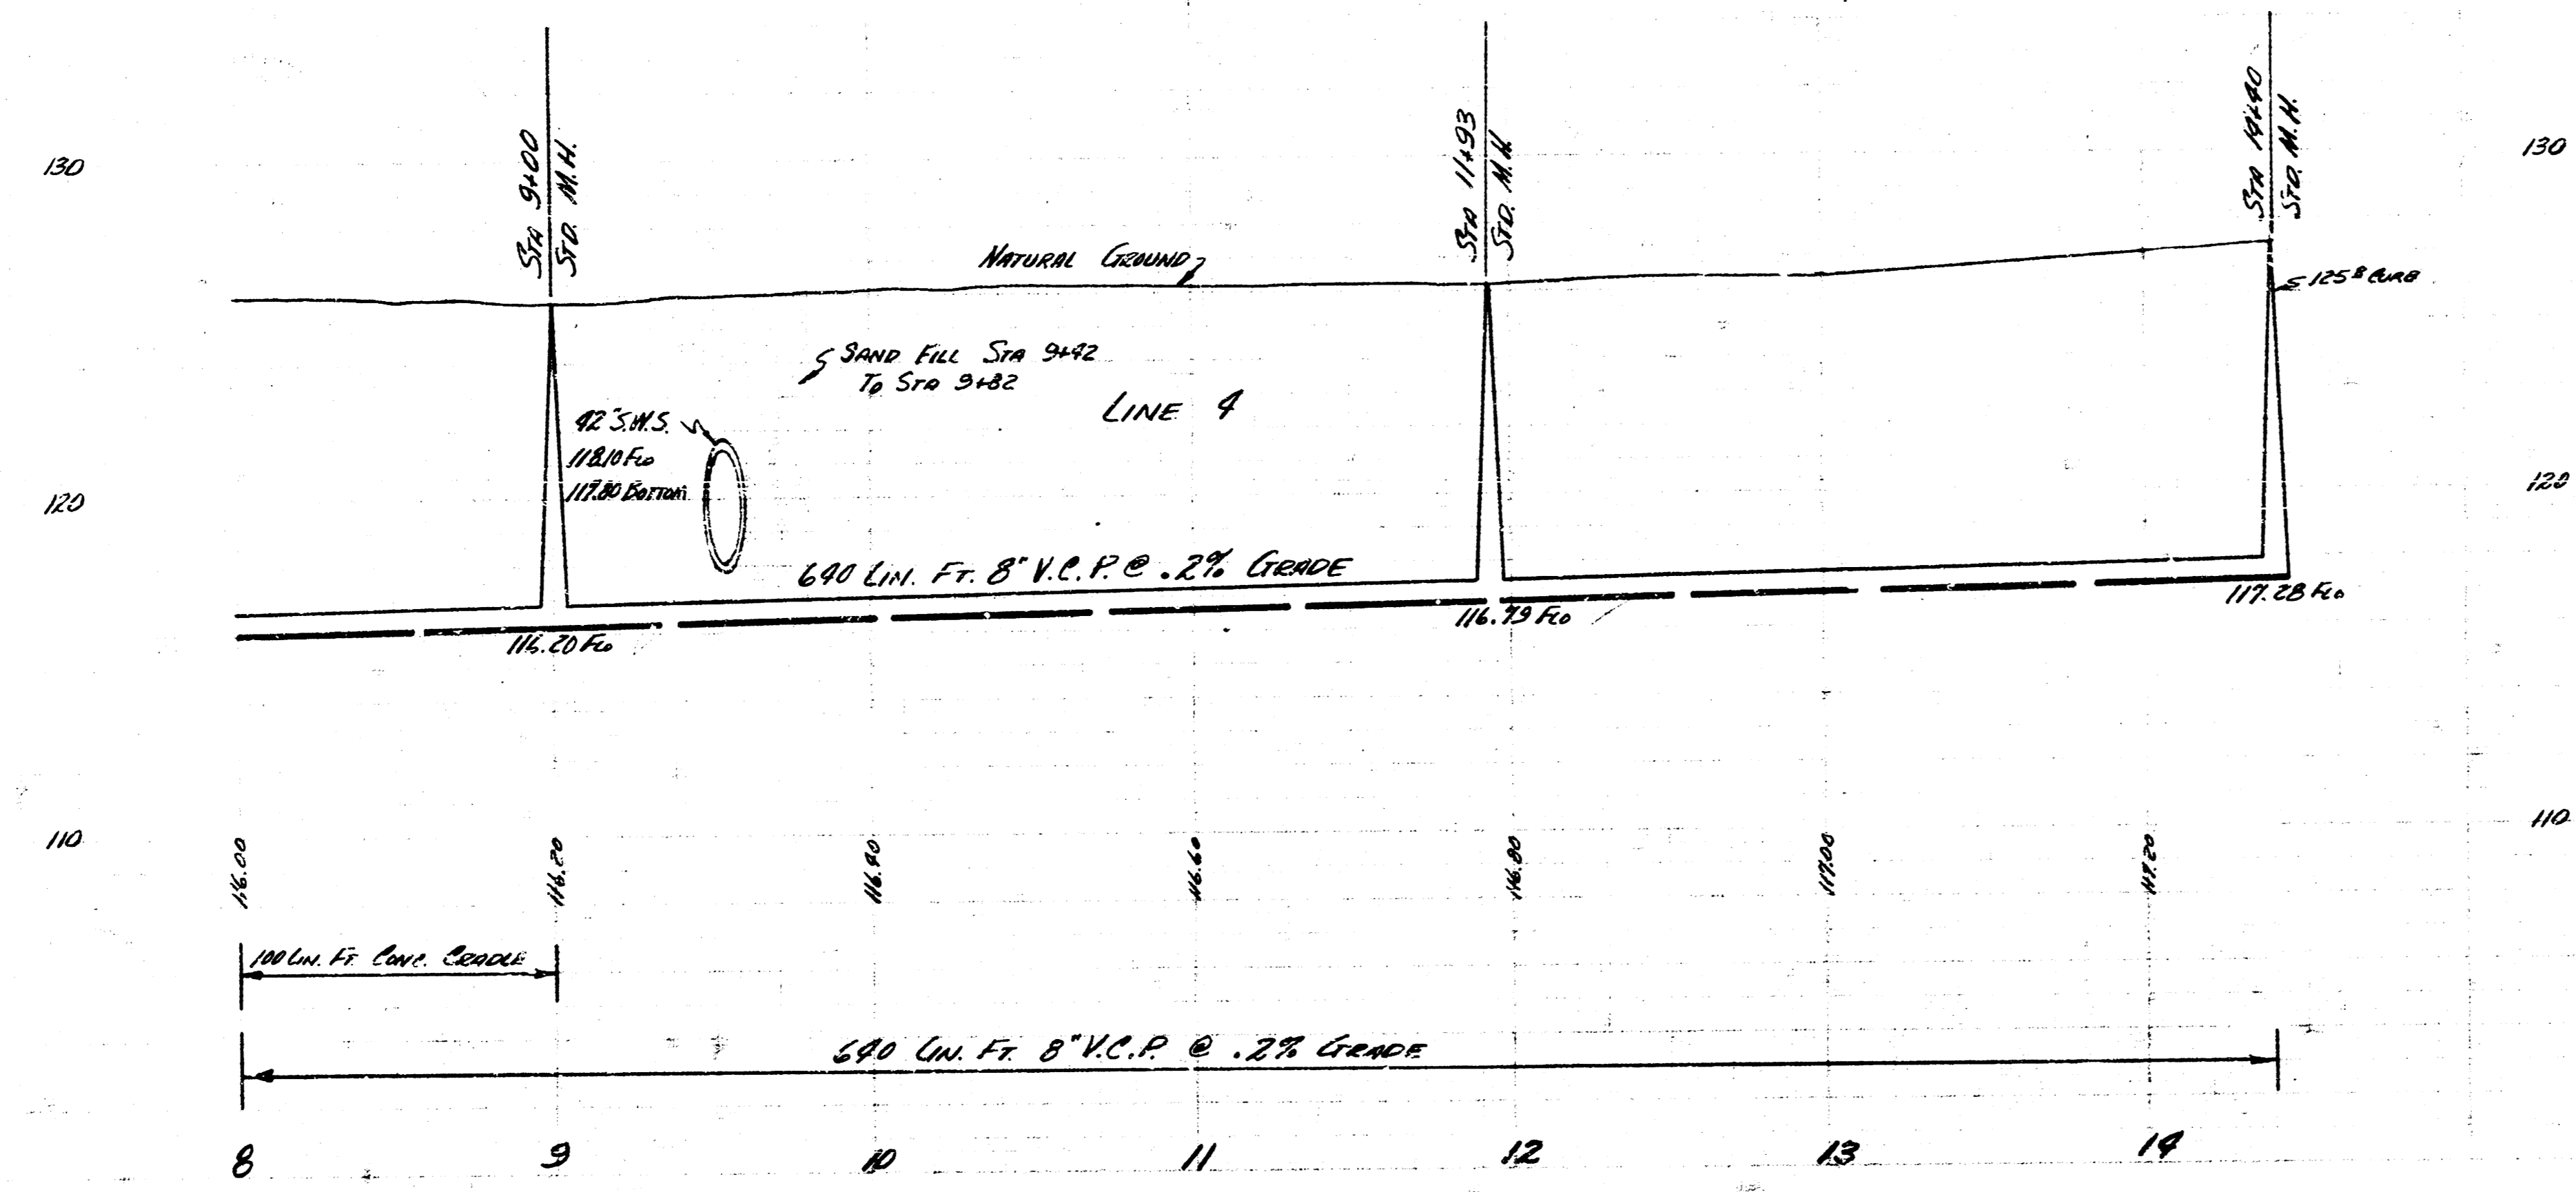 130
STA 9+00
STD. M.H.
STA 11+93
STD. M.H.
STA 14+40
STD. M.H.
130
NATURAL GROUND
125.8 CURB
SAND FILL STA 9+42
TO STA 9+82
LINE 4
42" S.W.S.
118.10 FLO
117.80 BOTTOM
120
120
640 LIN. FT. 8" V.C.P. @ .2% GRADE
116.20 FLO
116.79 FLO
117.28 FLO
110
110
116.00
116.20
116.40
116.60
116.80
117.00
117.20
100 LIN. FT. CONC. CRADLE
640 LIN. FT. 8" V.C.P. @ .2% GRADE
8 9 10 11 12 13 14